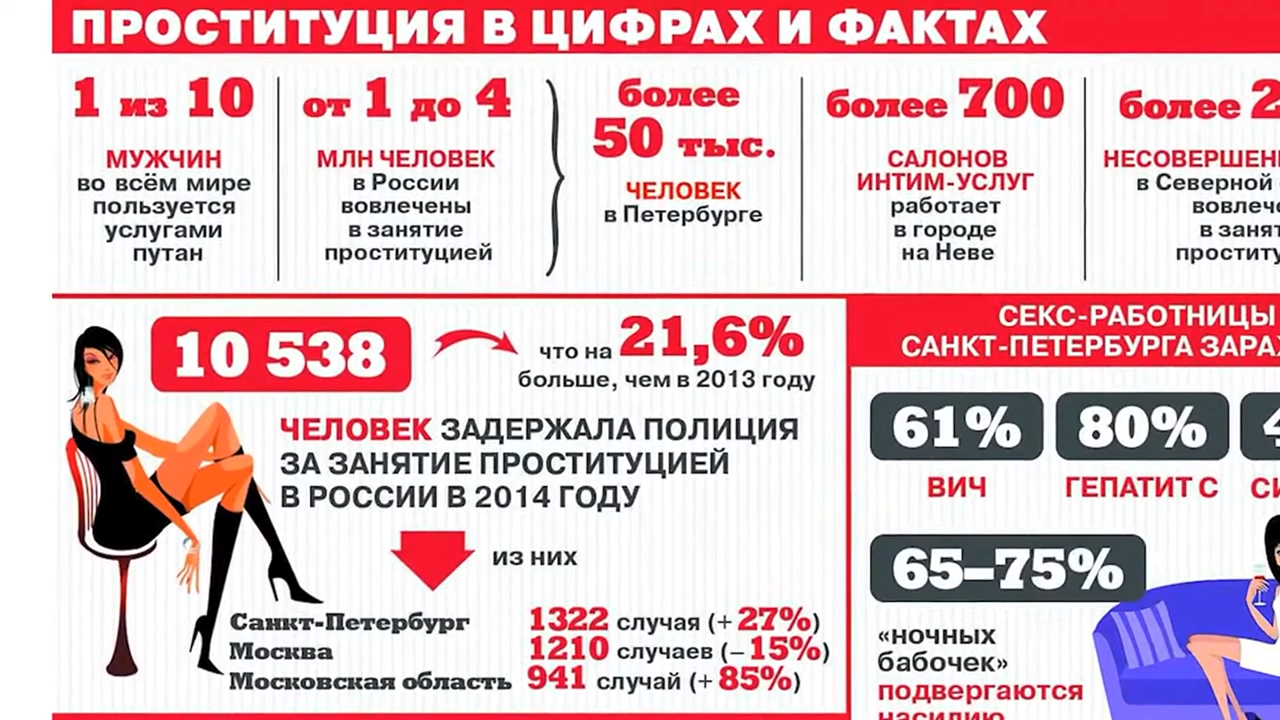 ПРОСТИТУЦИЯ В ЦИФРАХ И ФАКТАХ
1 из 10
МУЖЧИН
во всём мире
пользуется
услугами
путан
от 1 до 4
МЛН ЧЕЛОВЕК
в России
вовлечены
в занятие
проституцией
более
50 тыс.
ЧЕЛОВЕК
в Петербурге
более 700
САЛОНОВ
ИНТИМ-УСЛУГ
работает
в городе
на Неве
более 2
в Северной
в
10 538
что на 21,6%
больше, чем в 2013 году
ЧЕЛОВЕК ЗАДЕРЖАЛА ПОЛИЦИЯ
ЗА ЗАНЯТИЕ ПРОСТИТУЦИЕЙ
В РОССИИ В 2014 ГОДУ
ИЗ НИХ
Санкт-Петербург 1322 случая (+27%)
Москва 1210 случаев (–15%)
Московская область 941 случай (+85%)
СЕКС-РАБОТНИЦЫ
САНКТ-ПЕТЕРБУРГА
61%
ВИЧ
80%
ГЕПАТИТ С
65–75%
«ночных
бабочек»
подвергаются
насилию